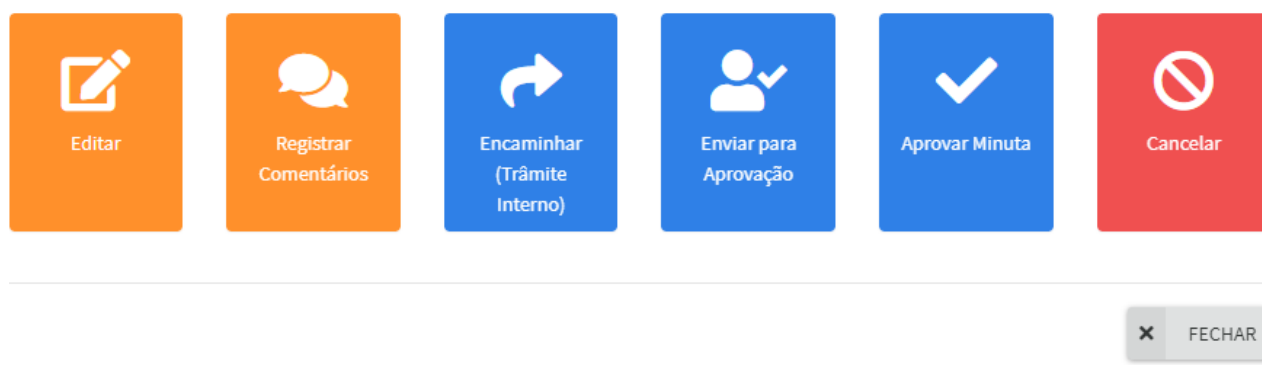 Editar
Registrar
Comentários
Encaminhar
(Trâmite
Interno)
Enviar para
Aprovação
Aprovar Minuta
Cancelar
FECHAR